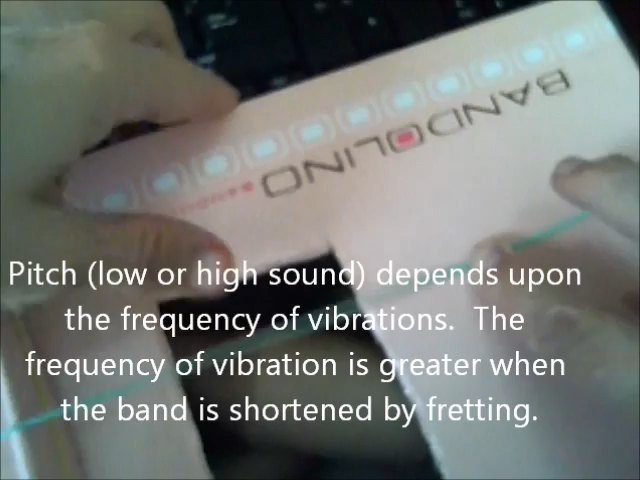 BANDOLINO
Pitch (low or high sound) depends upon
the frequency of vibrations. The
frequency of vibration is greater when
the band is shortened by fretting.